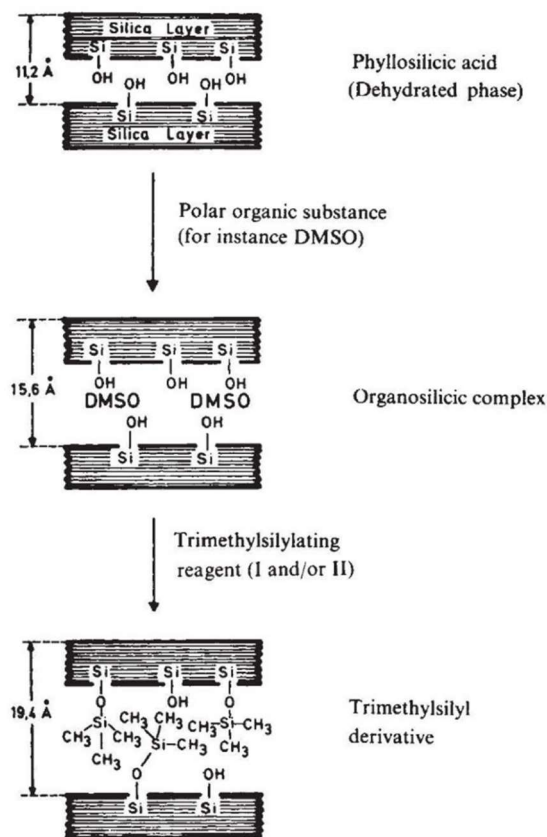 Silica Layer
Si Si Si
OH OH OH
11,2 Å
OH OH
Si Si
Silica Layer
Phyllosilicic acid
(Dehydrated phase)
Polar organic substance
(for instance DMSO)
Si Si Si
OH OH OH
15,6 Å
DMSO DMSO
OH OH
Si Si
Organosilicic complex
Trimethylsilylating
reagent (I and/or II)
Si Si Si
O OH O
19,4 Å
Si CH3 CH3 Si
CH3 CH3 CH3 Si CH3 CH3 CH3
CH3 CH3
O OH
Si Si
Trimethylsilyl
derivative